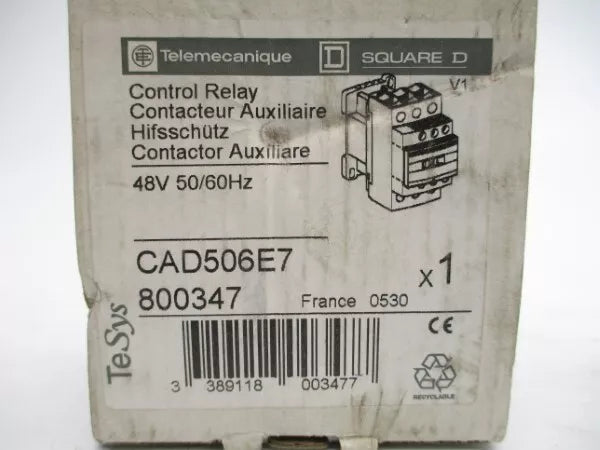 Telemecanique
SQUARE D
Control Relay
Contacteur Auxiliaire
Hifsschütz
Contactor Auxiliare
48V 50/60Hz
V1
CAD506E7
800347
France 0530
x1
TeSys
3 389118 003477
CE
RECYCLABLE